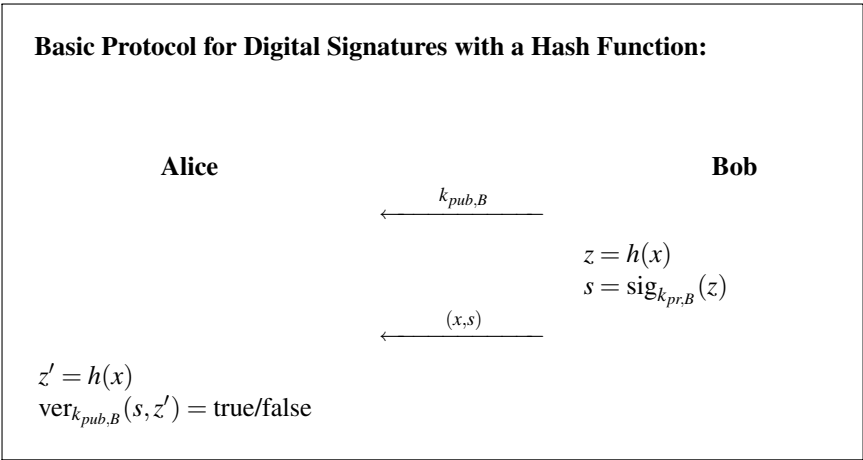 Basic Protocol for Digital Signatures with a Hash Function:
Alice Bob
k_{pub,B}
z = h(x)
s = sig_{k_{pr,B}}(z)
(x,s)
z′ = h(x)
ver_{k_{pub,B}}(s,z′) = true/false